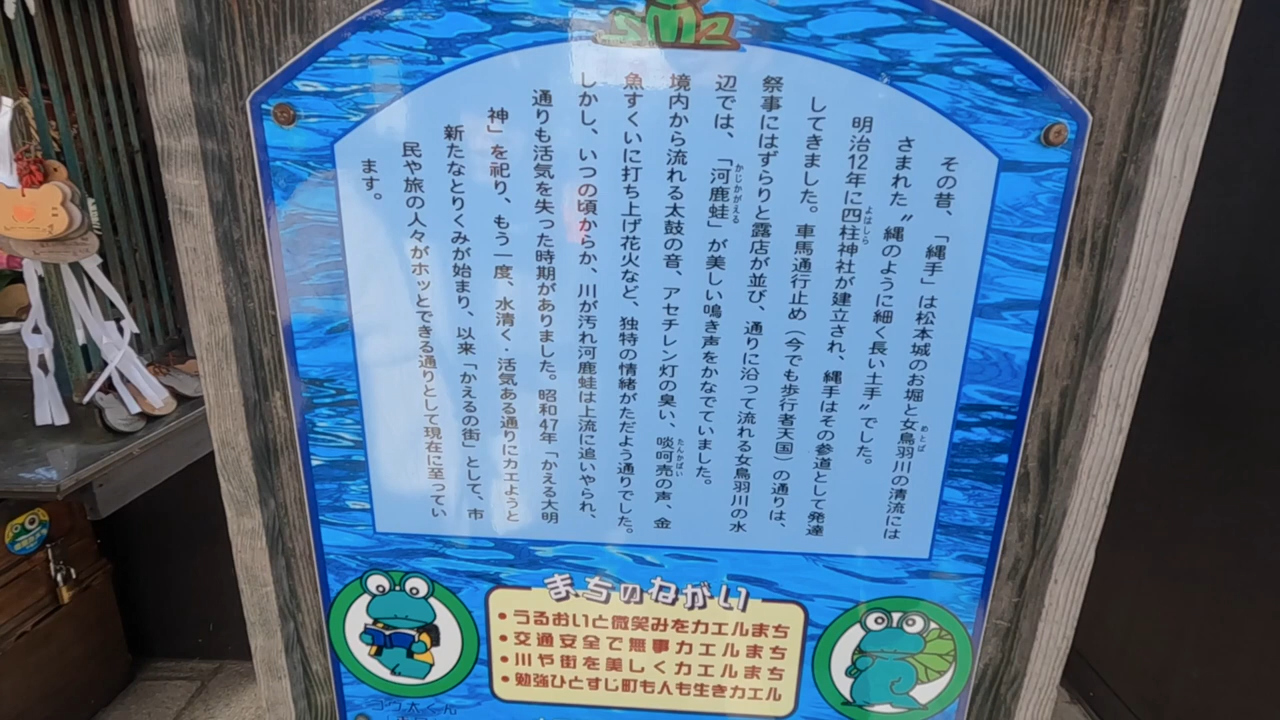 その昔、「縄手」は松本城のお堀と女鳥羽川の清流には
さまれた〝縄のように細く長い土手〟でした。
明治12年に四柱神社が建立され、縄手はその参道として発達
してきました。車馬通行止め(今でも歩行者天国)の通りは、
祭事にはずらりと露店が並び、通りに沿って流れる女鳥羽川の水
辺では、「河鹿蛙」が美しい鳴き声をかなでていました。
境内から流れる太鼓の音、アセチレン灯の臭い、啖呵売の声、金
魚すくいに打ち上げ花火など、独特の情緒がただよう通りでした。
しかし、いつの頃からか、川が汚れ河鹿蛙は上流に追いやられ、
通りも活気を失った時期がありました。昭和47年「かえる大明
神」を祀り、もう一度、水清く・活気ある通りにカエようと
新たなとりくみが始まり、以来「かえるの街」として、市
民や旅の人々がホッとできる通りとして現在に至ってい
ます。
めとば
よはしら
かじかがえる
たんかばい
まちのながい
•うるおいと微笑みをカエルまち
•交通安全で無事カエルまち
•川や街を美しくカエルまち
•勉強ひとすじ町も人も生きカエル